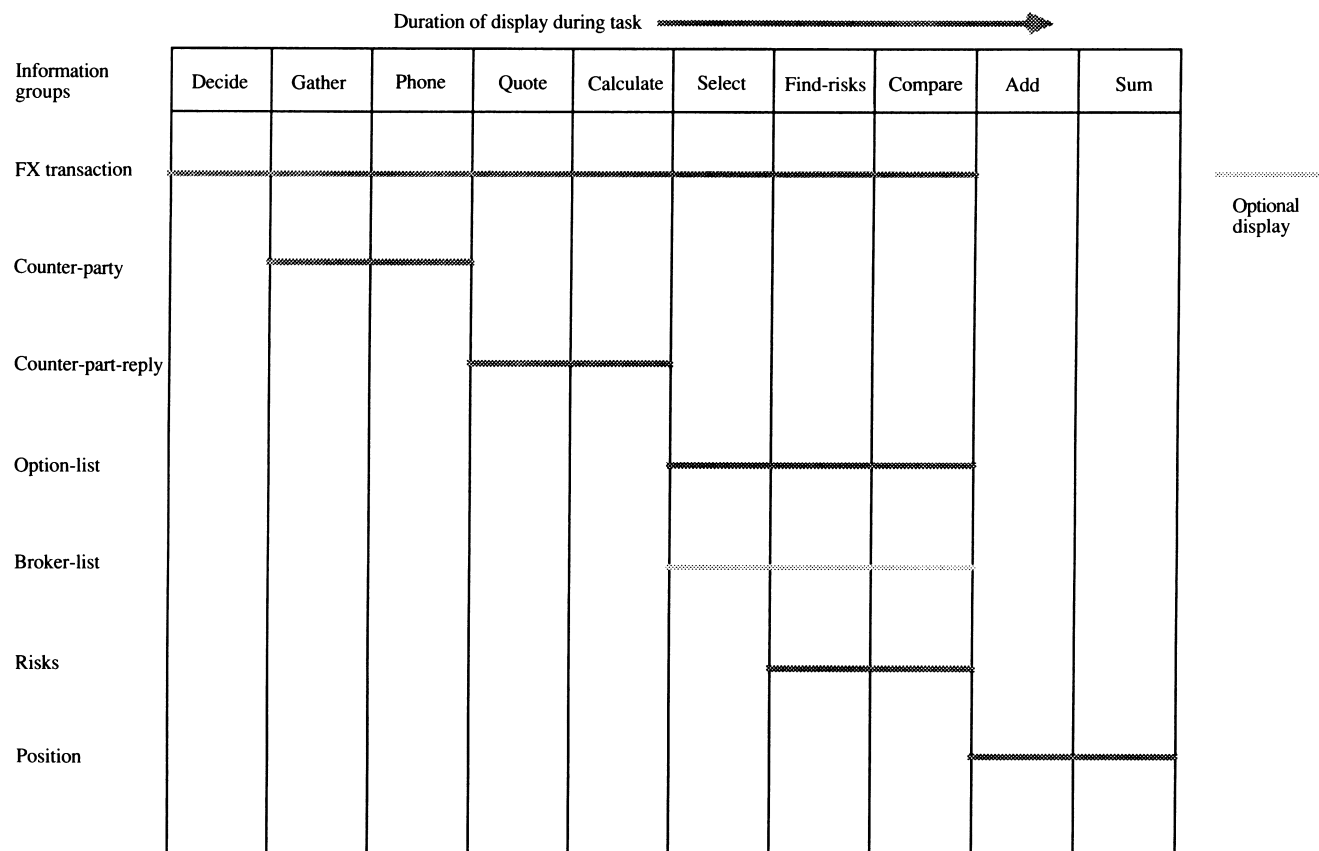 Duration of display during task
Information
groups
Decide
Gather
Phone
Quote
Calculate
Select
Find-risks
Compare
Add
Sum
FX transaction
Optional
display
Counter-party
Counter-part-reply
Option-list
Broker-list
Risks
Position